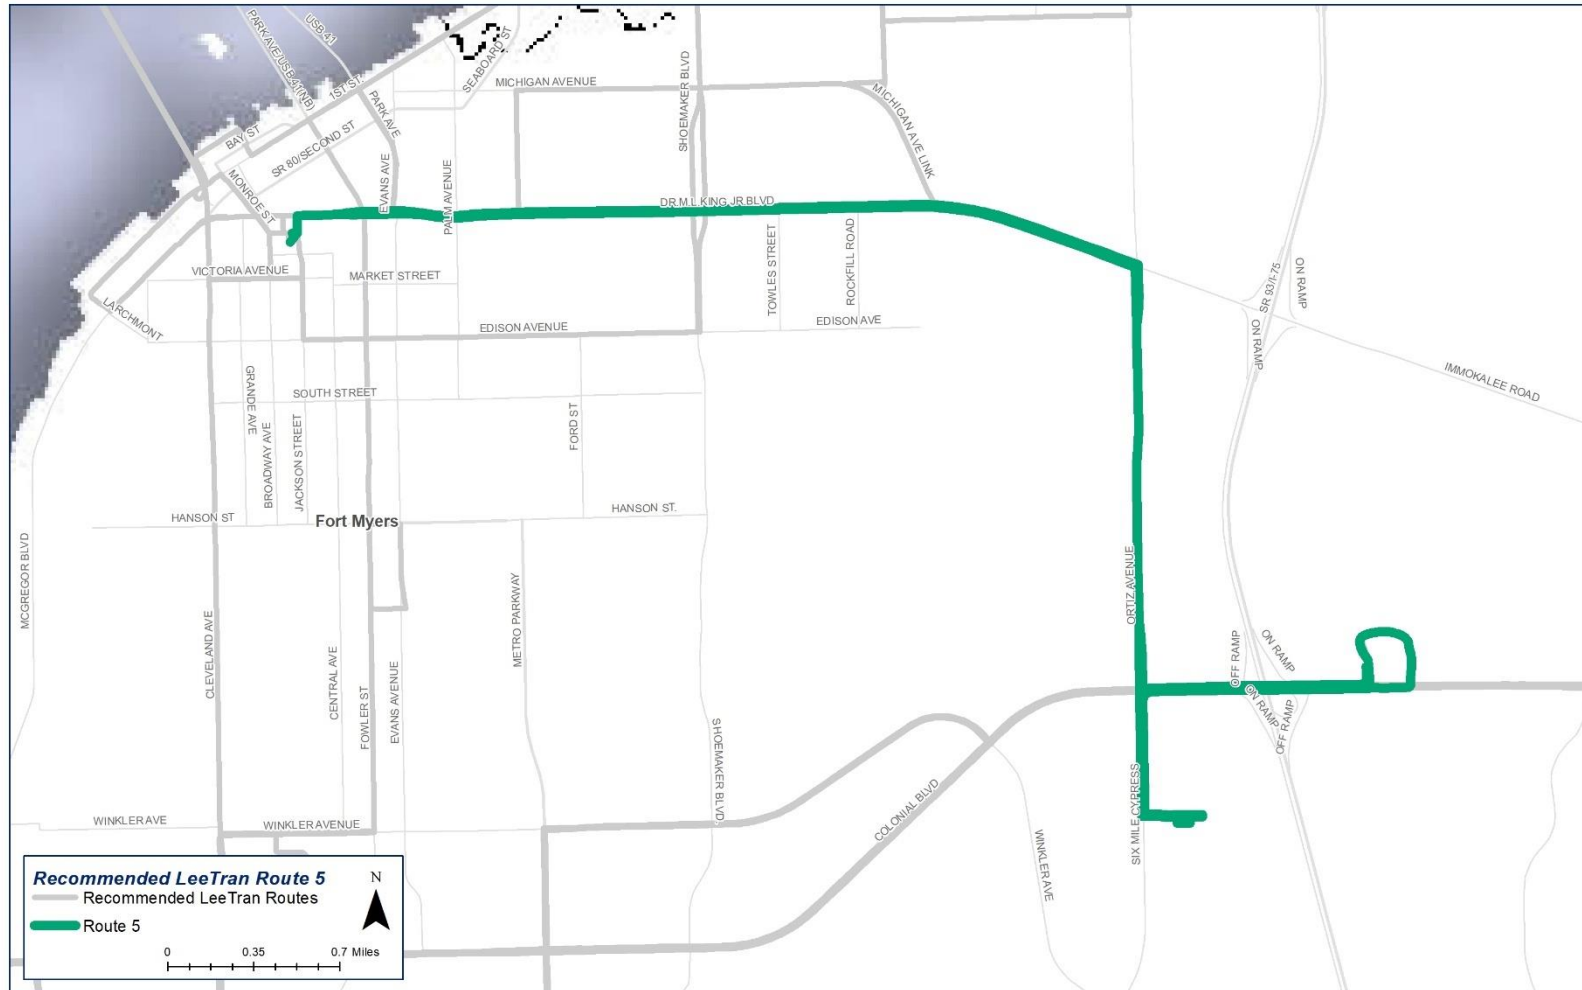 PARK AVE/USB 41(NB)
USB 41
1ST ST.
PARK AVE
SEABOARD ST
MICHIGAN AVENUE
SHOEMAKER BLVD
MICHIGAN AVE LINK
BAY ST
SR 80/SECOND ST
MONROE ST
EVANS AVE
PALM AVENUE
DR.M.L.KING JR.BLVD
VICTORIA AVENUE
MARKET STREET
TOWLES STREET
ROCKFILL ROAD
SR 93/I-75
ON RAMP
ON RAMP
LARCHMONT
EDISON AVENUE
EDISON AVE
IMMOKALEE ROAD
GRANDE AVE
BROADWAY AVE
JACKSON STREET
SOUTH STREET
FORD ST
HANSON ST
Fort Myers
HANSON ST.
MCGREGOR BLVD
CLEVELAND AVE
CENTRAL AVE
FOWLER ST
EVANS AVENUE
METRO PARKWAY
ORTIZ AVENUE
OFF RAMP
ON RAMP
ON RAMP
OFF RAMP
SHOEMAKER BLVD.
COLONIAL BLVD
SIX MILE CYPRESS
WINKLER AVE
WINKLER AVE
WINKLER AVENUE
Recommended LeeTran Route 5
N
Recommended LeeTran Routes
Route 5
0 0.35 0.7 Miles